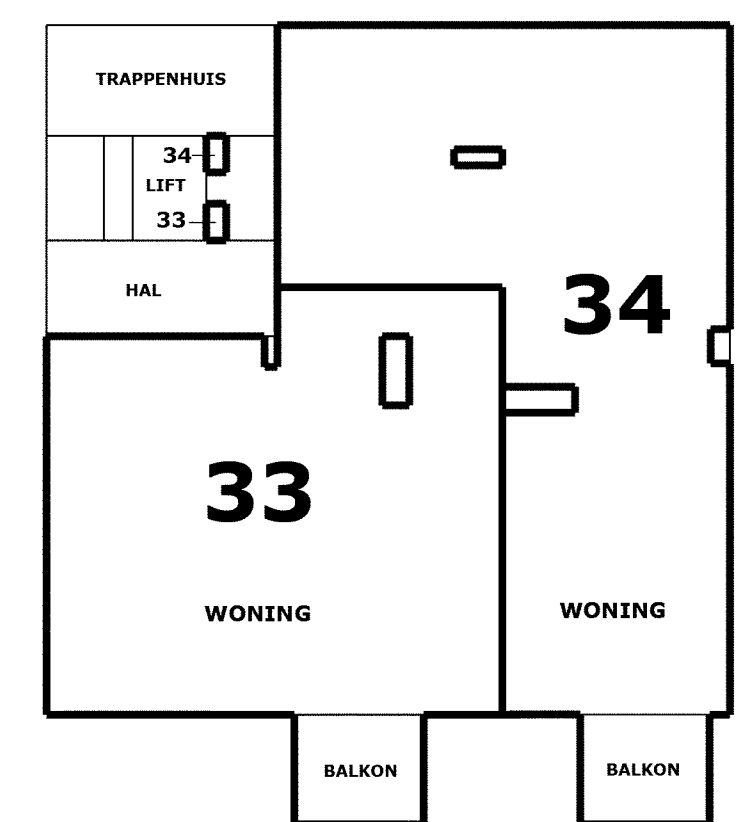 TRAPPENHUIS
34
LIFT
33
HAL
34
33
WONING
WONING
BALKON
BALKON